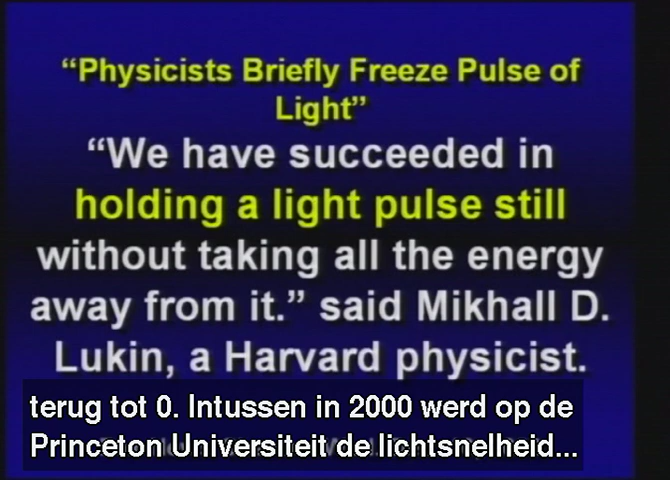 “Physicists Briefly Freeze Pulse of
Light”
“We have succeeded in
holding a light pulse still
without taking all the energy
away from it.” said Mikhall D.
Lukin, a Harvard physicist.
terug tot 0. Intussen in 2000 werd op de
Princeton Universiteit de lichtsnelheid...